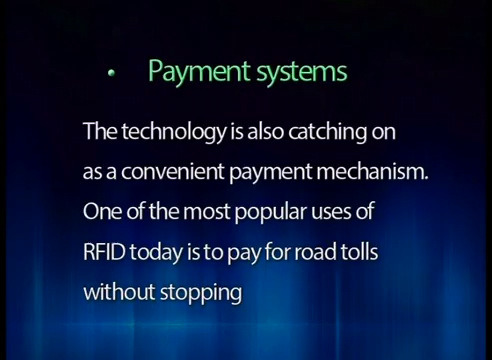 • Payment systems
The technology is also catching on
as a convenient payment mechanism.
One of the most popular uses of
RFID today is to pay for road tolls
without stopping